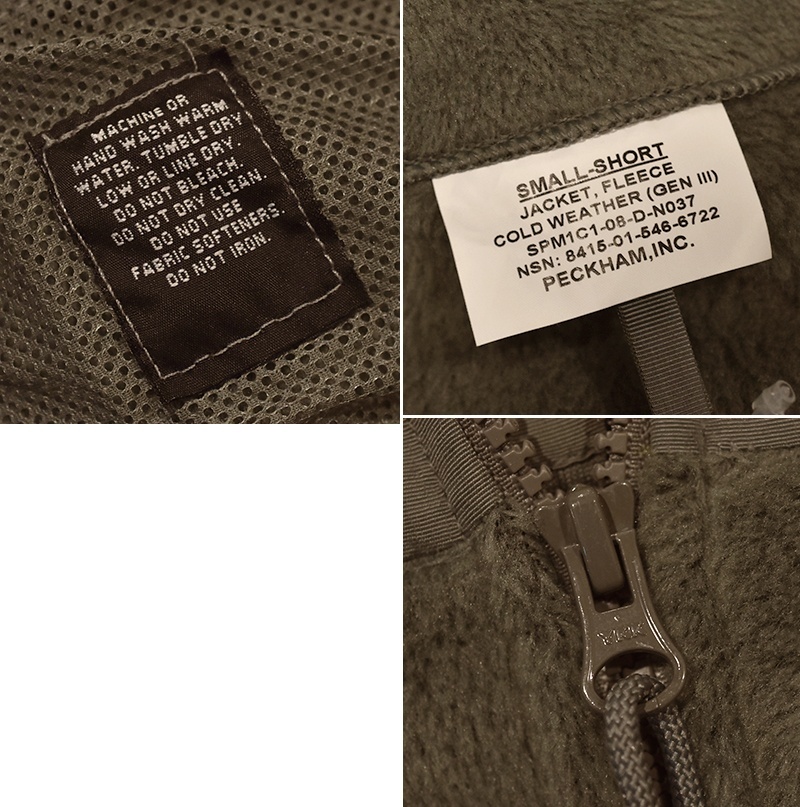 MACHINE OR
HAND WASH WARM
WATER, TUMBLE DRY
LOW OR LINE DRY.
DO NOT BLEACH.
DO NOT DRY CLEAN.
DO NOT USE
FABRIC SOFTENERS.
DO NOT IRON.
SMALL-SHORT
JACKET, FLEECE
COLD WEATHER (GEN III)
SPM1C1-08-D-N037
NSN: 8415-01-546-6722
PECKHAM,INC.
YKK